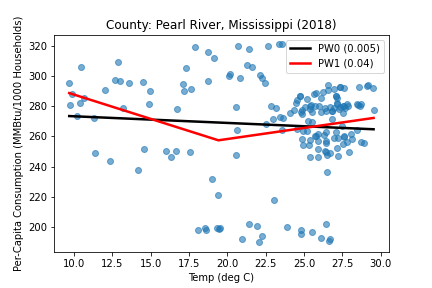 County: Pearl River, Mississippi (2018)
PW0 (0.005)
PW1 (0.04)
Per-Capita Consumption (MMBtu/1000 Households)
320
300
280
260
240
220
200
10.0 12.5 15.0 17.5 20.0 22.5 25.0 27.5 30.0
Temp (deg C)